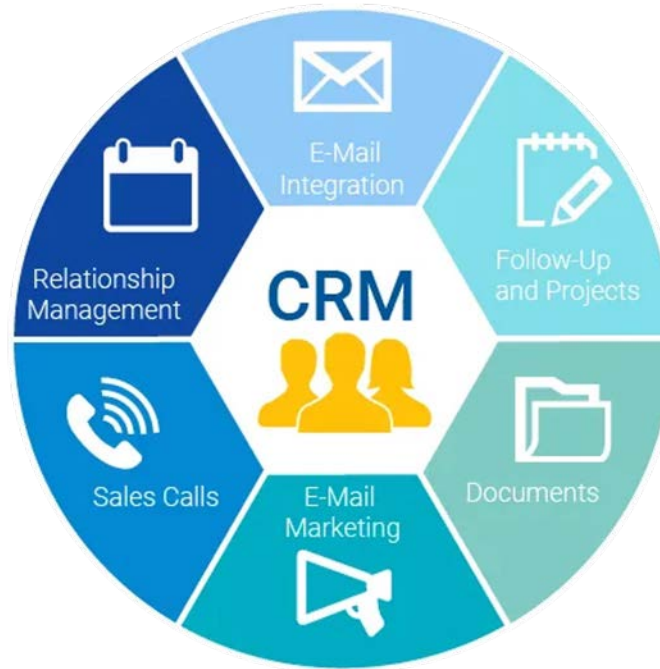 E-Mail
Integration
Follow-Up
and Projects
Documents
E-Mail
Marketing
Sales Calls
Relationship
Management
CRM